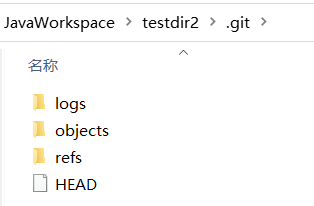 JavaWorkspace > testdir2 > .git >
名称
logs
objects
refs
HEAD